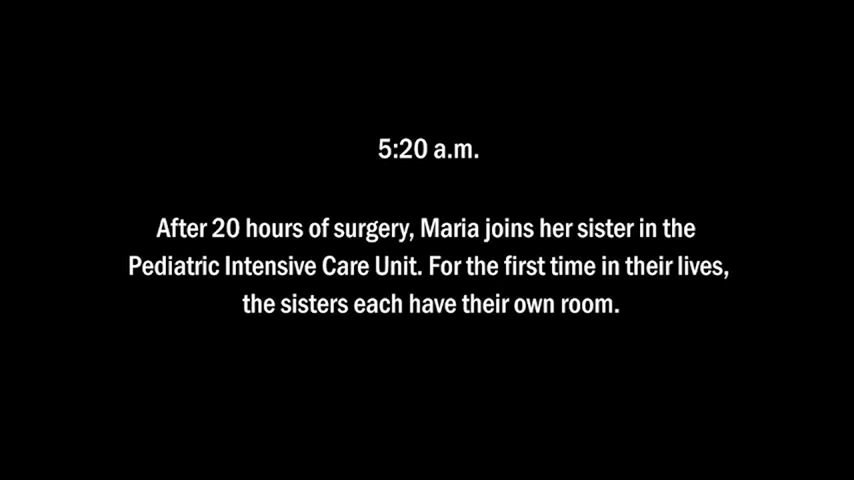 5:20 a.m.
After 20 hours of surgery, Maria joins her sister in the
Pediatric Intensive Care Unit. For the first time in their lives,
the sisters each have their own room.